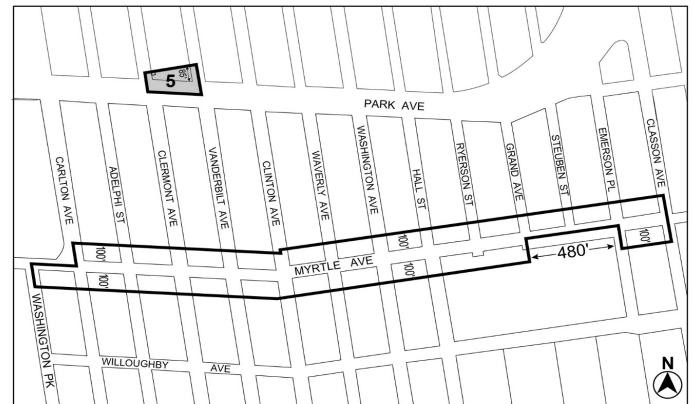 85'
5
PARK AVE
CARLTON AVE
ADELPHI ST
CLERMONT AVE
VANDERBILT AVE
CLINTON AVE
WAVERLY AVE
WASHINGTON AVE
HALL ST
RYERSON ST
GRAND AVE
STEUBEN ST
EMERSON PL
CLASSON AVE
100'
100'
100'
MYRTLE AVE
480'
100'
100'
WASHINGTON PK
WILLOUGHBY AVE
N